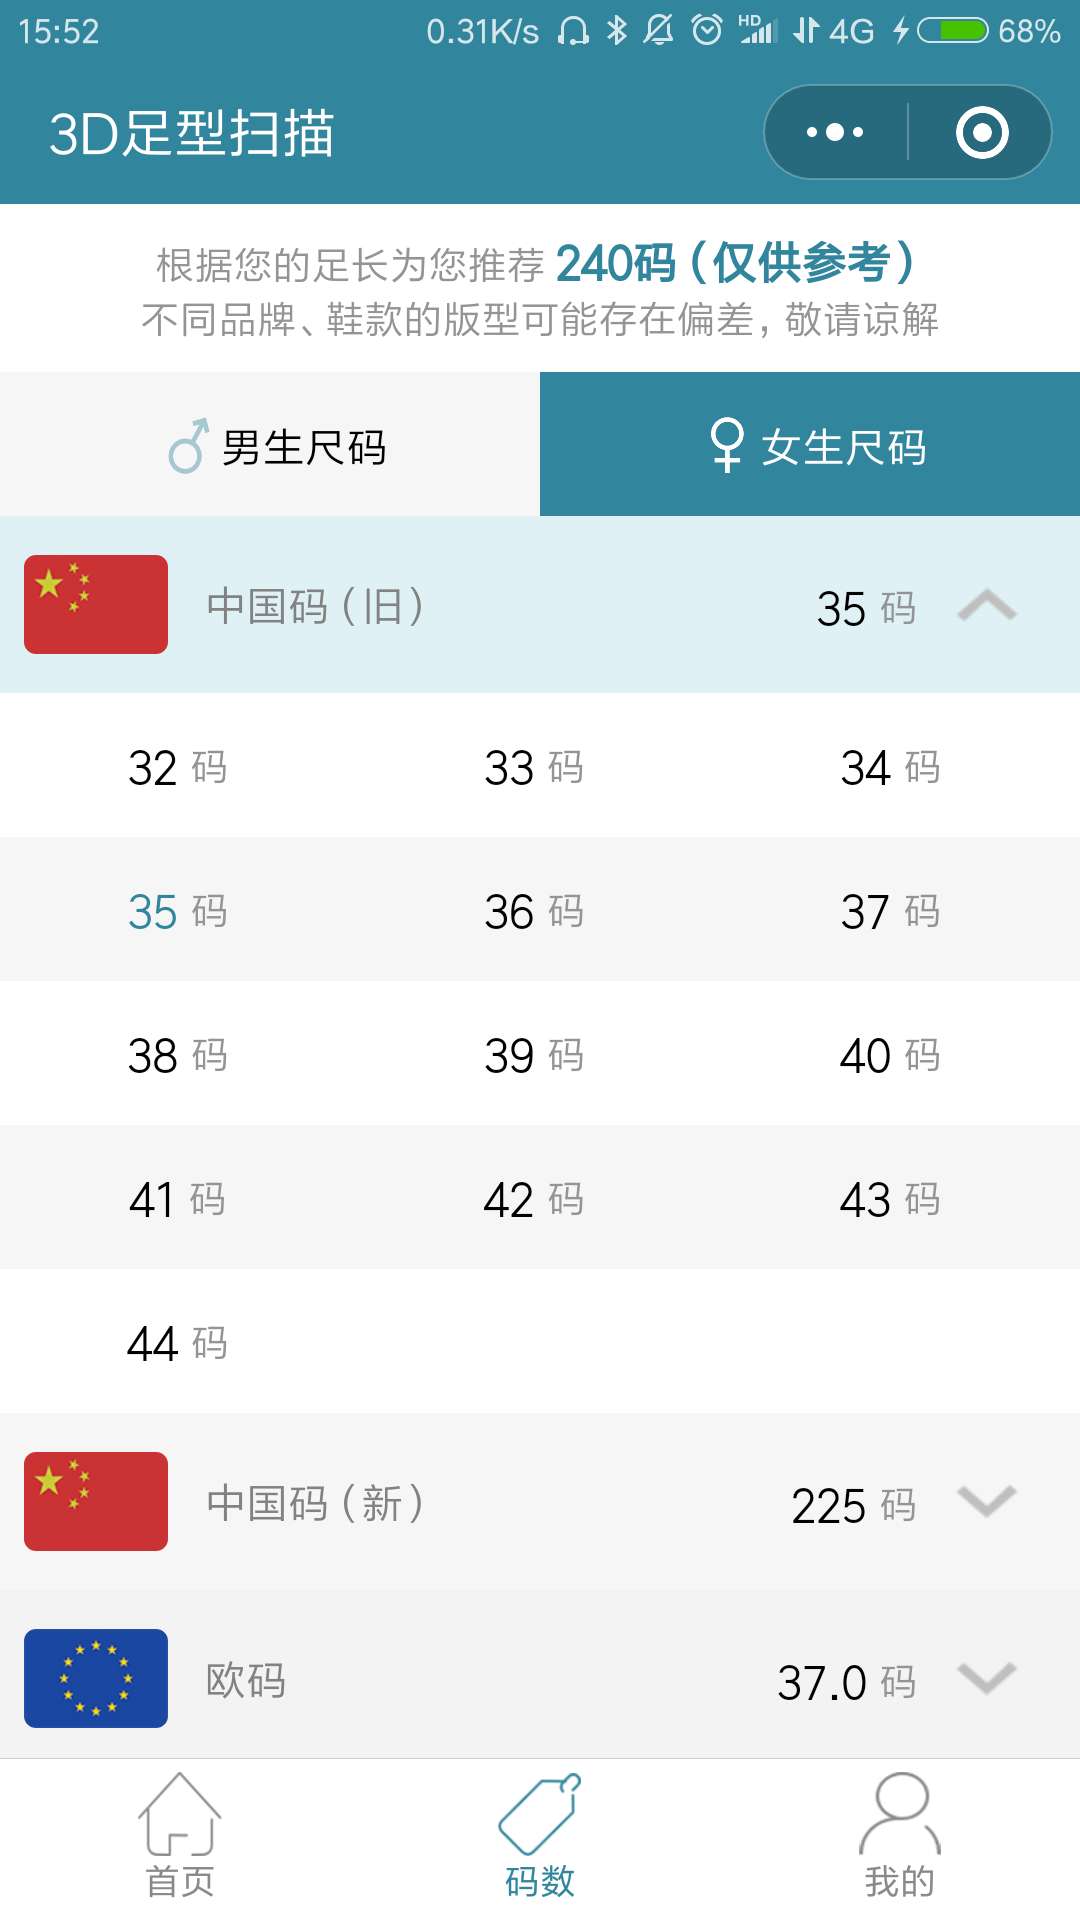 15:52 0.31K/s HD 4G 68%
3D足型扫描
根据您的足长为您推荐 240码（仅供参考）
不同品牌、鞋款的版型可能存在偏差，敬请谅解
男生尺码 女生尺码
中国码（旧） 35 码
32 码 33 码 34 码
35 码 36 码 37 码
38 码 39 码 40 码
41 码 42 码 43 码
44 码
中国码（新） 225 码
欧码 37.0 码
首页 码数 我的